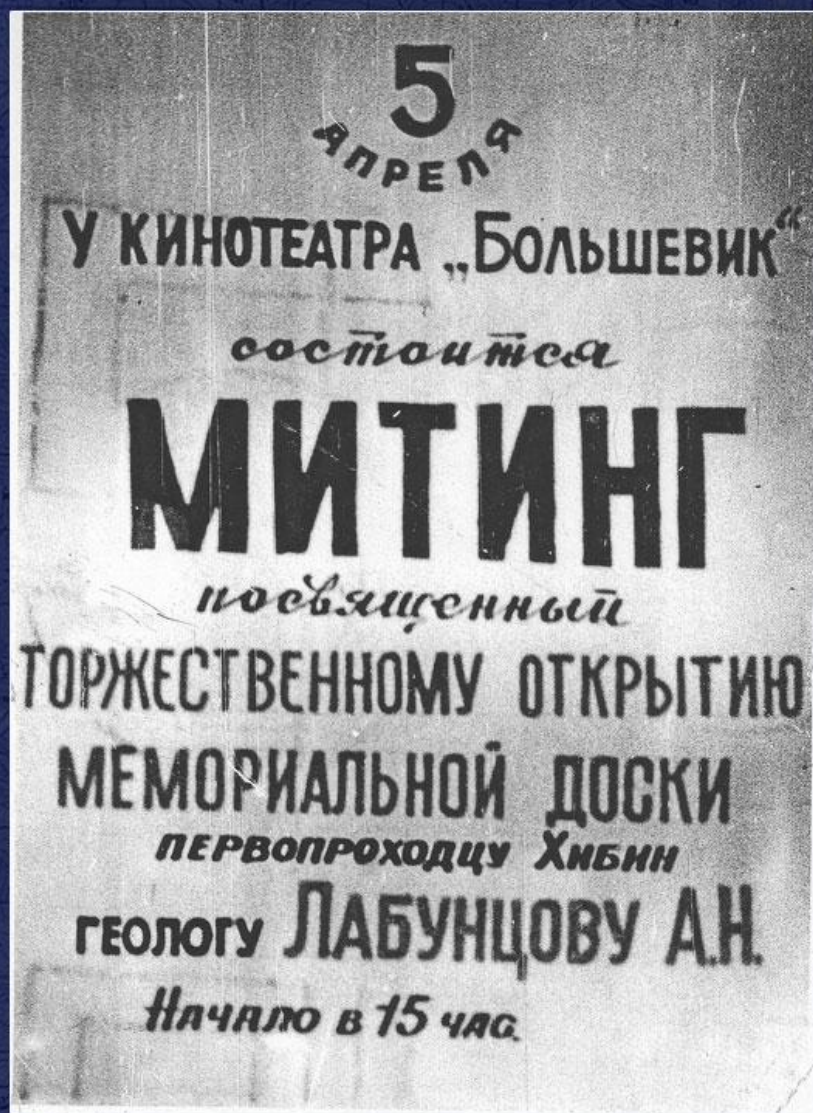 5
АПРЕЛЯ
У КИНОТЕАТРА „БОЛЬШЕВИК“
состоится
МИТИНГ
посвященный
ТОРЖЕСТВЕННОМУ ОТКРЫТИЮ
МЕМОРИАЛЬНОЙ ДОСКИ
ПЕРВОПРОХОДЦУ ХИБИН
ГЕОЛОГУ ЛАБУНЦОВУ А.Н.
НАЧАЛО В 15 ЧАС.